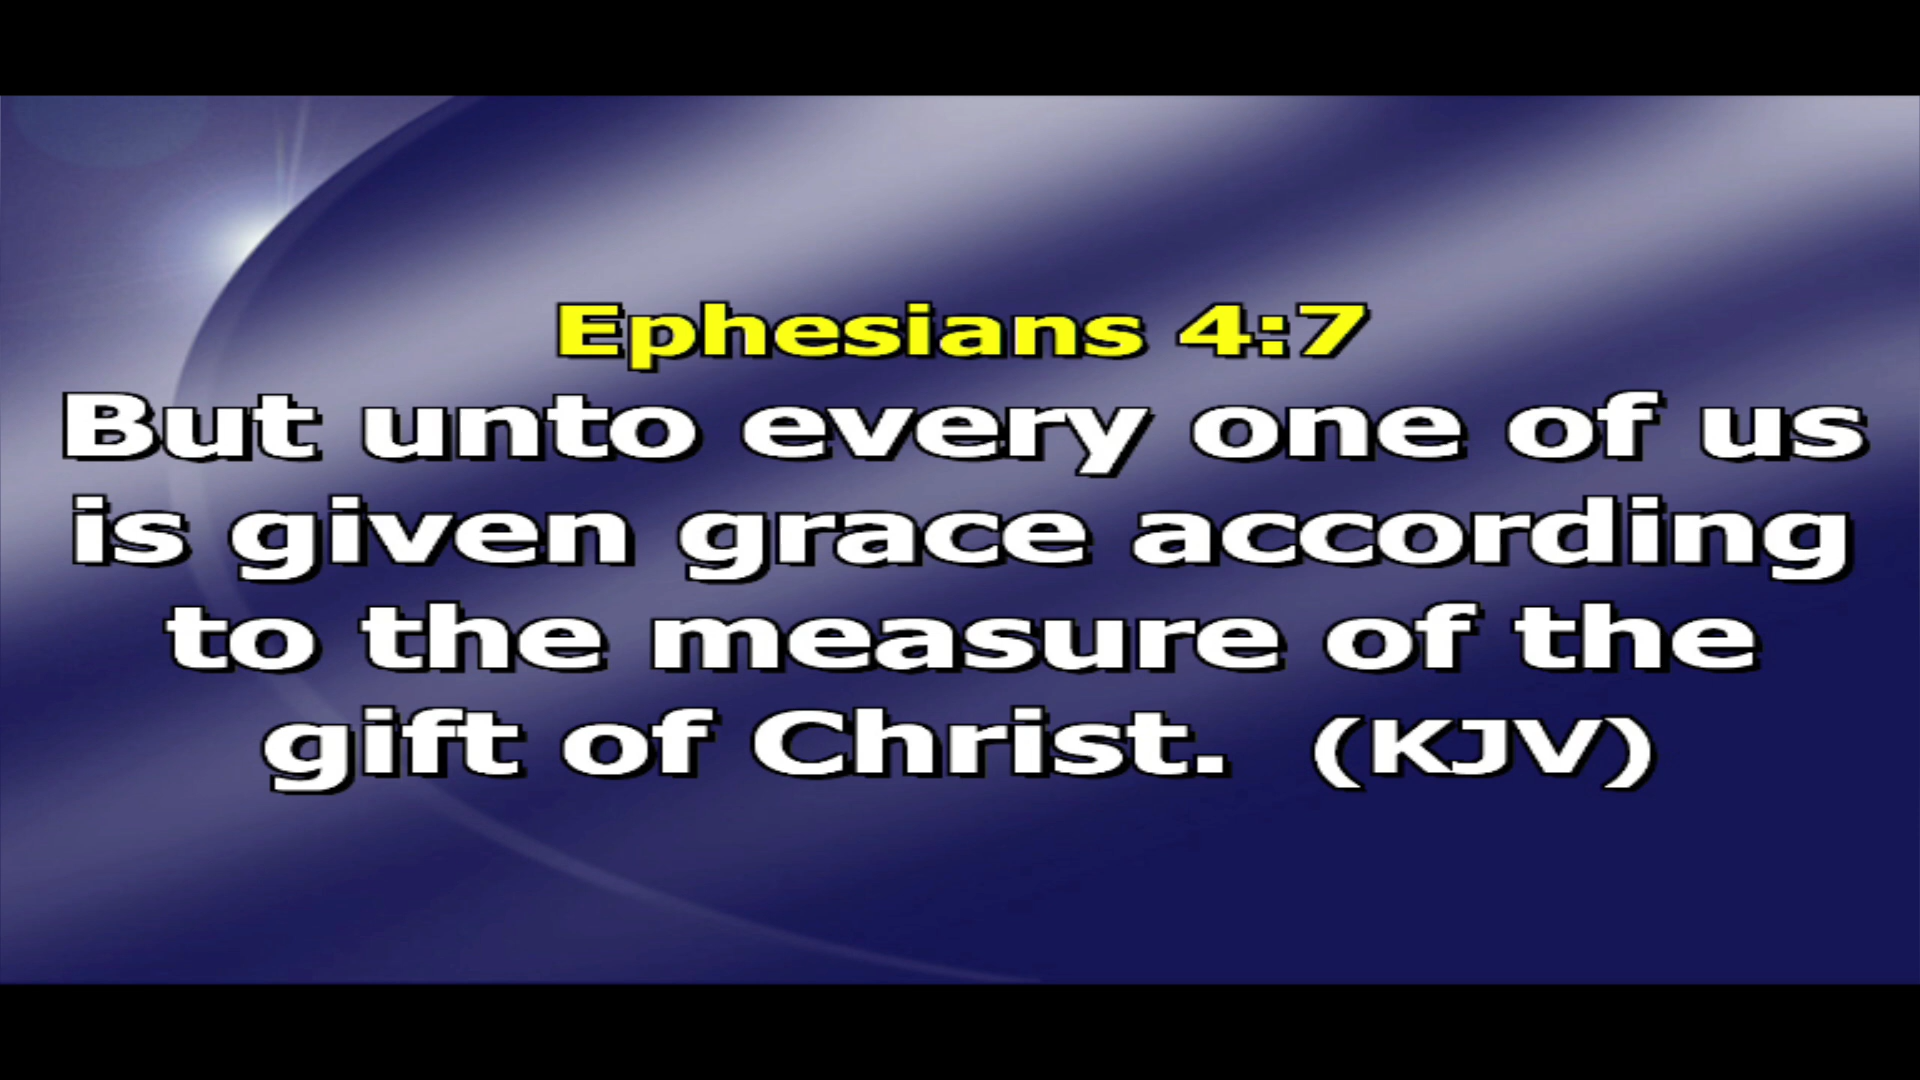 Ephesians 4:7
But unto every one of us
is given grace according
to the measure of the
gift of Christ. (KJV)